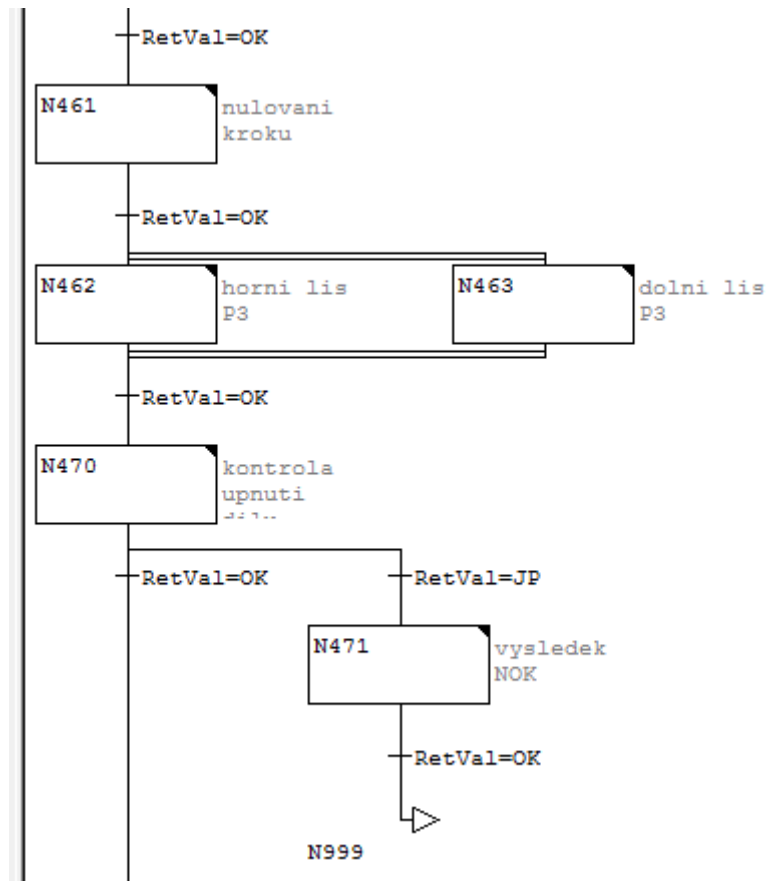 RetVal=OK
N461
nulovani
kroku
RetVal=OK
N462
horni lis
P3
N463
dolni lis
P3
RetVal=OK
N470
kontrola
upnuti
RetVal=OK
RetVal=JP
N471
vysledek
NOK
RetVal=OK
N999